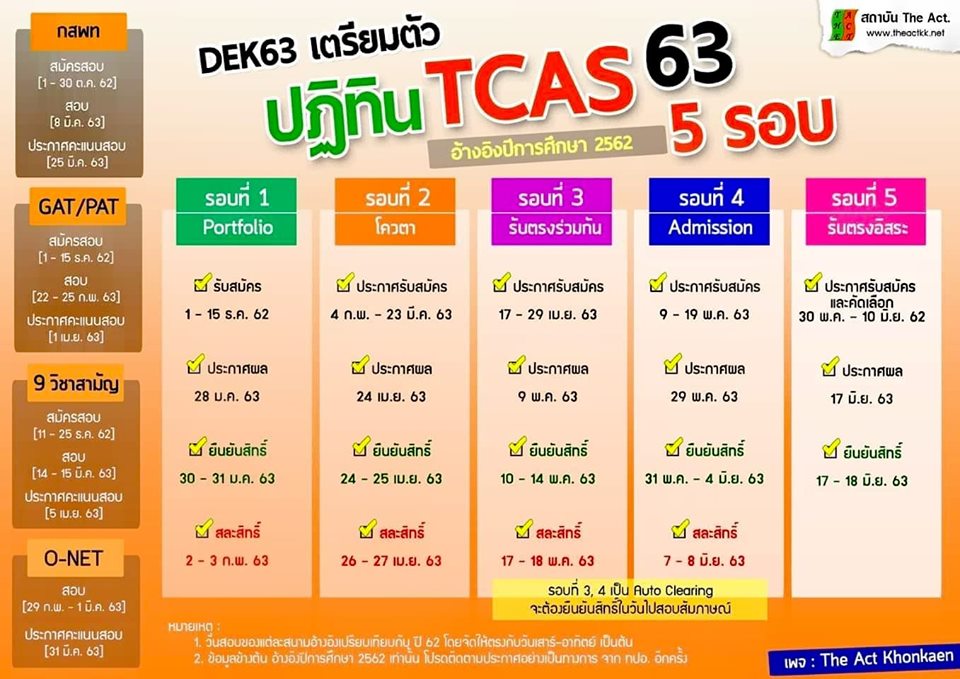 สถาบัน The Act.
www.theactkk.net
THE
ACT
DEK63 เตรียมตัว
ปฏิทิน TCAS 63
5 รอบ
อ้างอิงปีการศึกษา 2562
กสพท
สมัครสอบ
[1 - 30 ต.ค. 62]
สอบ
[8 มี.ค. 63]
ประกาศคะแนนสอบ
[25 มี.ค. 63]
GAT/PAT
สมัครสอบ
[1 - 15 ธ.ค. 62]
สอบ
[22 - 25 ก.พ. 63]
ประกาศคะแนนสอบ
[1 เม.ย. 63]
9 วิชาสามัญ
สมัครสอบ
[11 - 25 ธ.ค. 62]
สอบ
[14 - 15 มี.ค. 63]
ประกาศคะแนนสอบ
[5 เม.ย. 63]
O-NET
สอบ
[29 ก.พ. - 1 มี.ค. 63]
ประกาศคะแนนสอบ
[31 มี.ค. 63]
รอบที่ 1
Portfolio
รับสมัคร
1 - 15 ธ.ค. 62
ประกาศผล
28 ม.ค. 63
ยืนยันสิทธิ์
30 - 31 ม.ค. 63
สละสิทธิ์
2 - 3 ก.พ. 63
รอบที่ 2
โควตา
ประกาศรับสมัคร
4 ก.พ. - 23 มี.ค. 63
ประกาศผล
24 เม.ย. 63
ยืนยันสิทธิ์
24 - 25 เม.ย. 63
สละสิทธิ์
26 - 27 เม.ย. 63
รอบที่ 3
รับตรงร่วมกัน
ประกาศรับสมัคร
17 - 29 เม.ย. 63
ประกาศผล
9 พ.ค. 63
ยืนยันสิทธิ์
10 - 14 พ.ค. 63
สละสิทธิ์
17 - 18 พ.ค. 63
รอบที่ 4
Admission
ประกาศรับสมัคร
9 - 19 พ.ค. 63
ประกาศผล
29 พ.ค. 63
ยืนยันสิทธิ์
31 พ.ค. - 4 มิ.ย. 63
สละสิทธิ์
7 - 8 มิ.ย. 63
รอบที่ 5
รับตรงอิสระ
ประกาศรับสมัคร
และคัดเลือก
30 พ.ค. - 10 มิ.ย. 62
ประกาศผล
17 มิ.ย. 63
ยืนยันสิทธิ์
17 - 18 มิ.ย. 63
รอบที่ 3, 4 เป็น Auto Clearing
จะต้องยืนยันสิทธิ์ในวันไปสอบสัมภาษณ์
หมายเหตุ :
1. วันสอบของแต่ละสนามอ้างอิงเปรียบเทียบกับ ปี 62 โดยจัดให้ตรงกับวันเสาร์-อาทิตย์ เป็นต้น
2. ข้อมูลข้างต้น อ้างอิงปีการศึกษา 2562 เท่านั้น โปรดติดตามประกาศอย่างเป็นทางการ จาก ทปอ. อีกครั้ง
เพจ : The Act Khonkaen